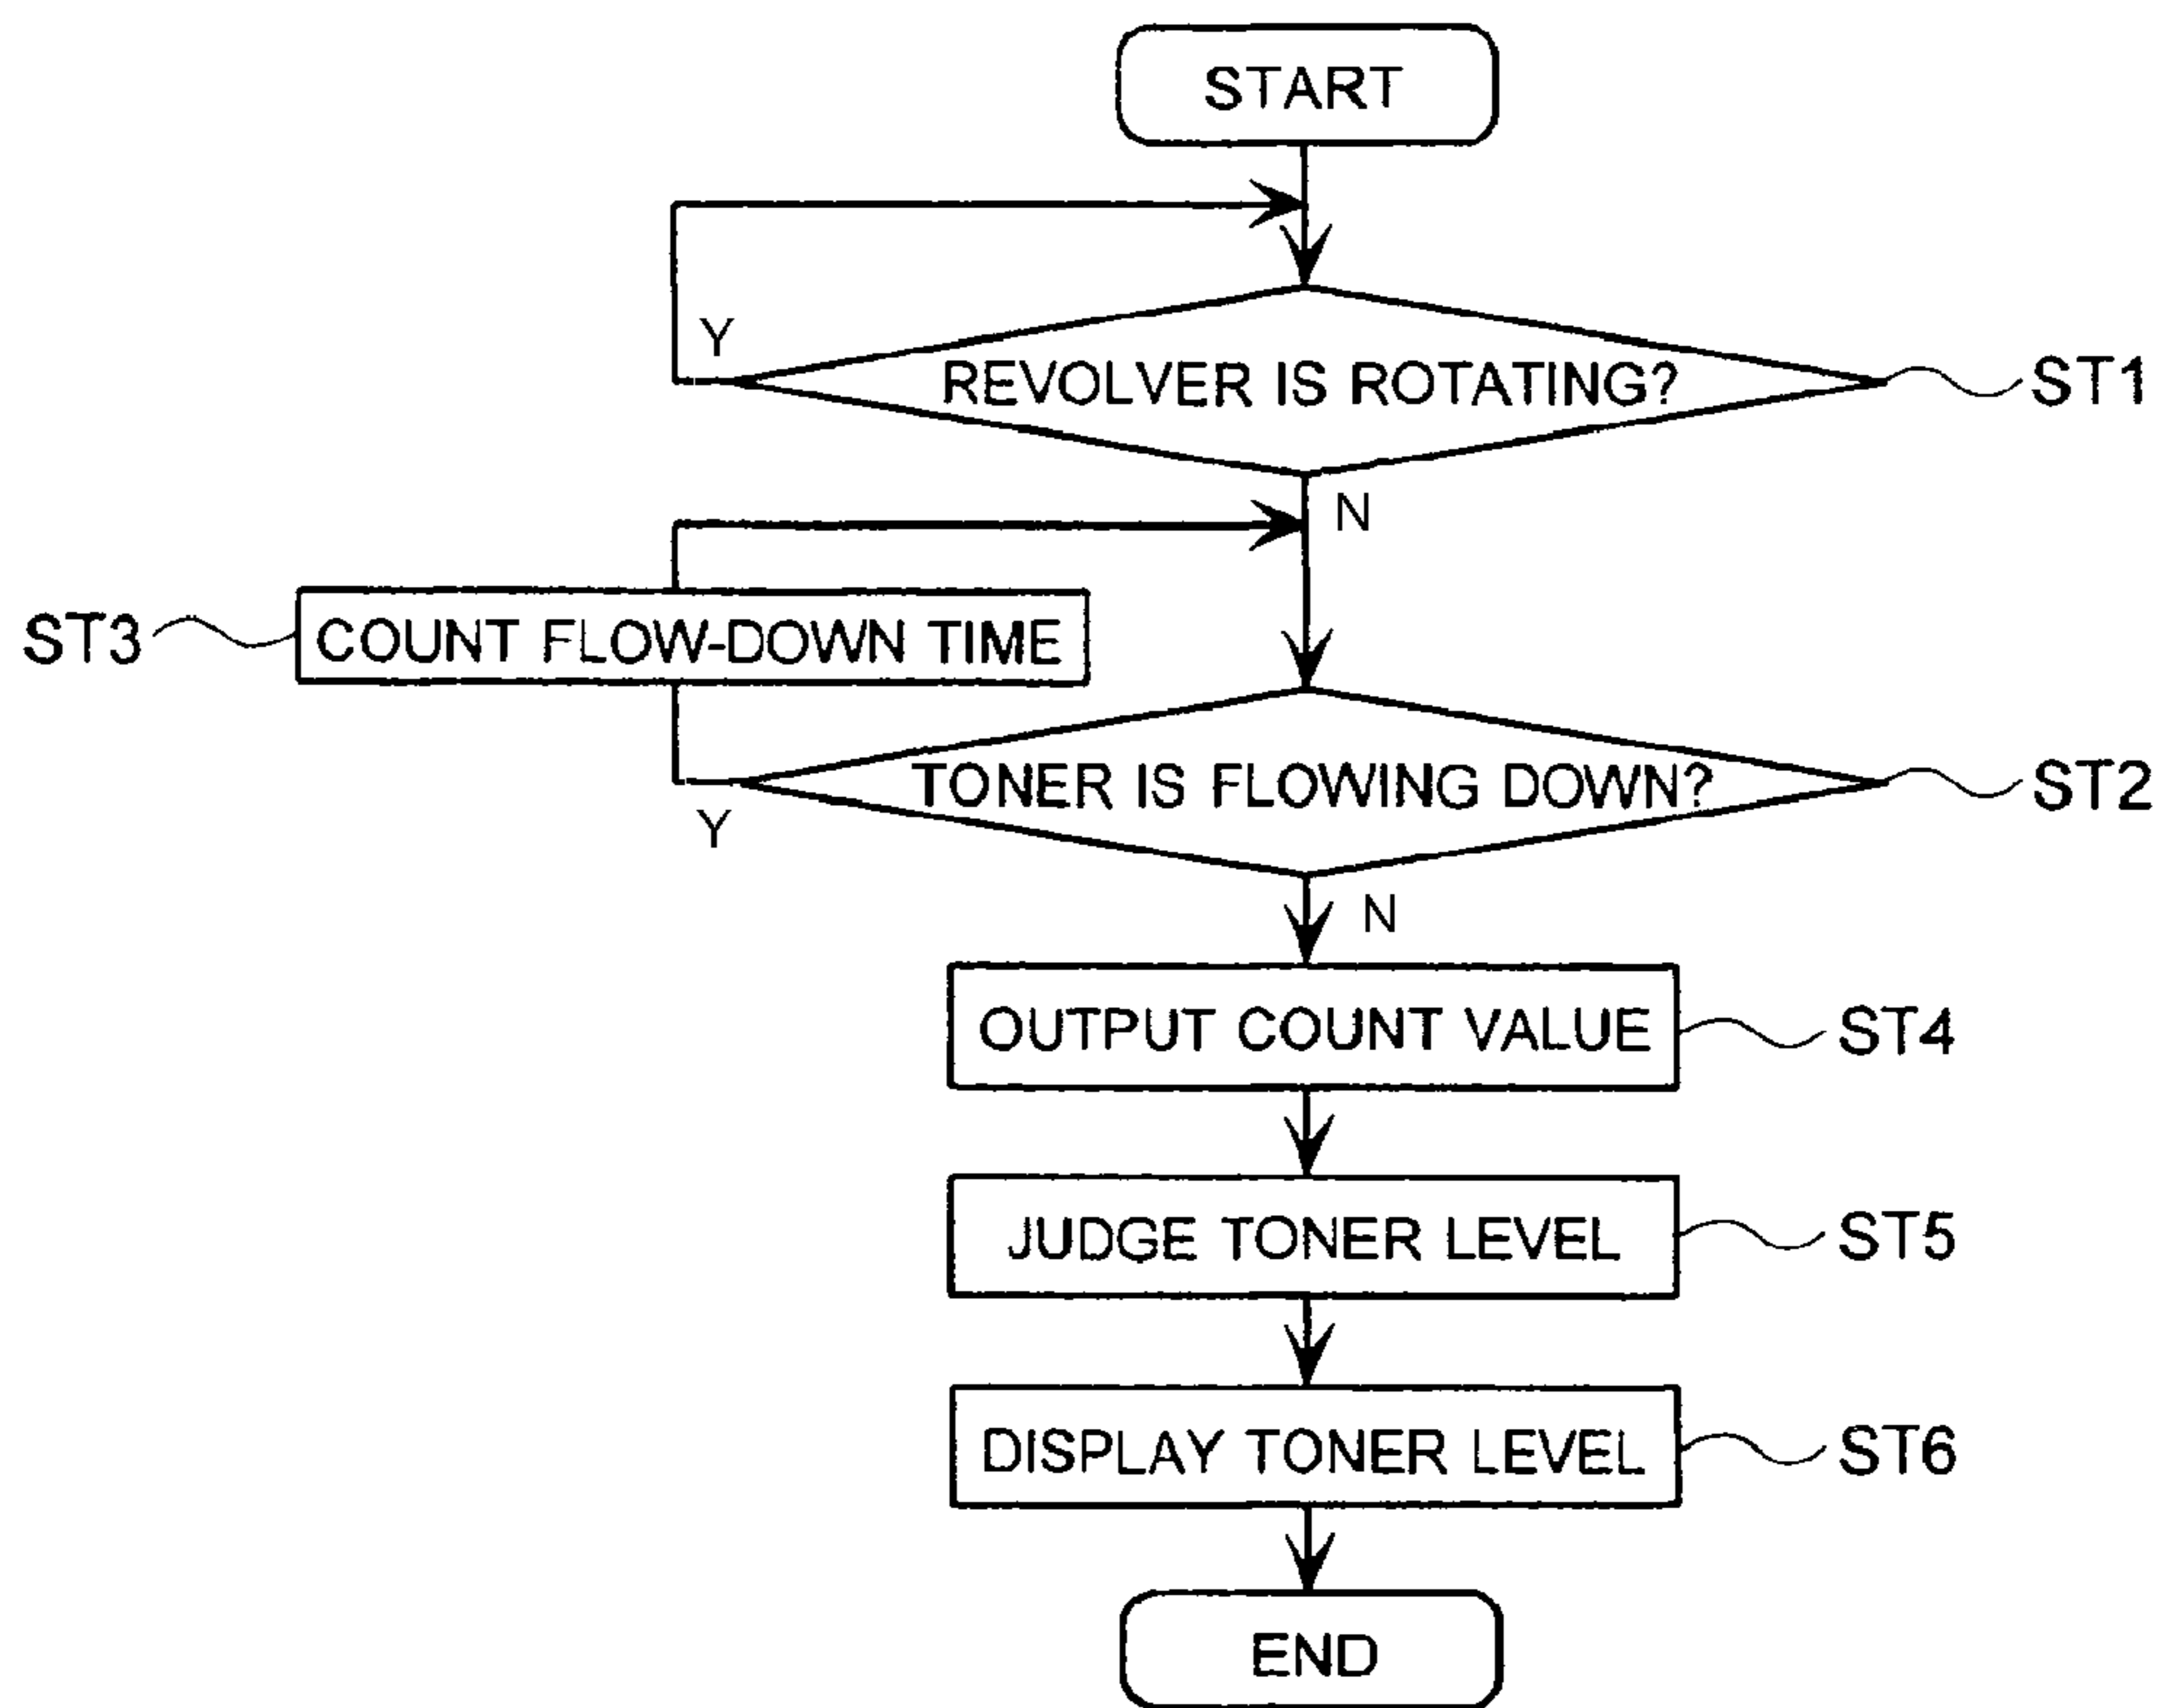 START
Y
REVOLVER IS ROTATING?
ST1
N
ST3
COUNT FLOW-DOWN TIME
TONER IS FLOWING DOWN?
ST2
Y
N
OUTPUT COUNT VALUE
ST4
JUDGE TONER LEVEL
ST5
DISPLAY TONER LEVEL
ST6
END